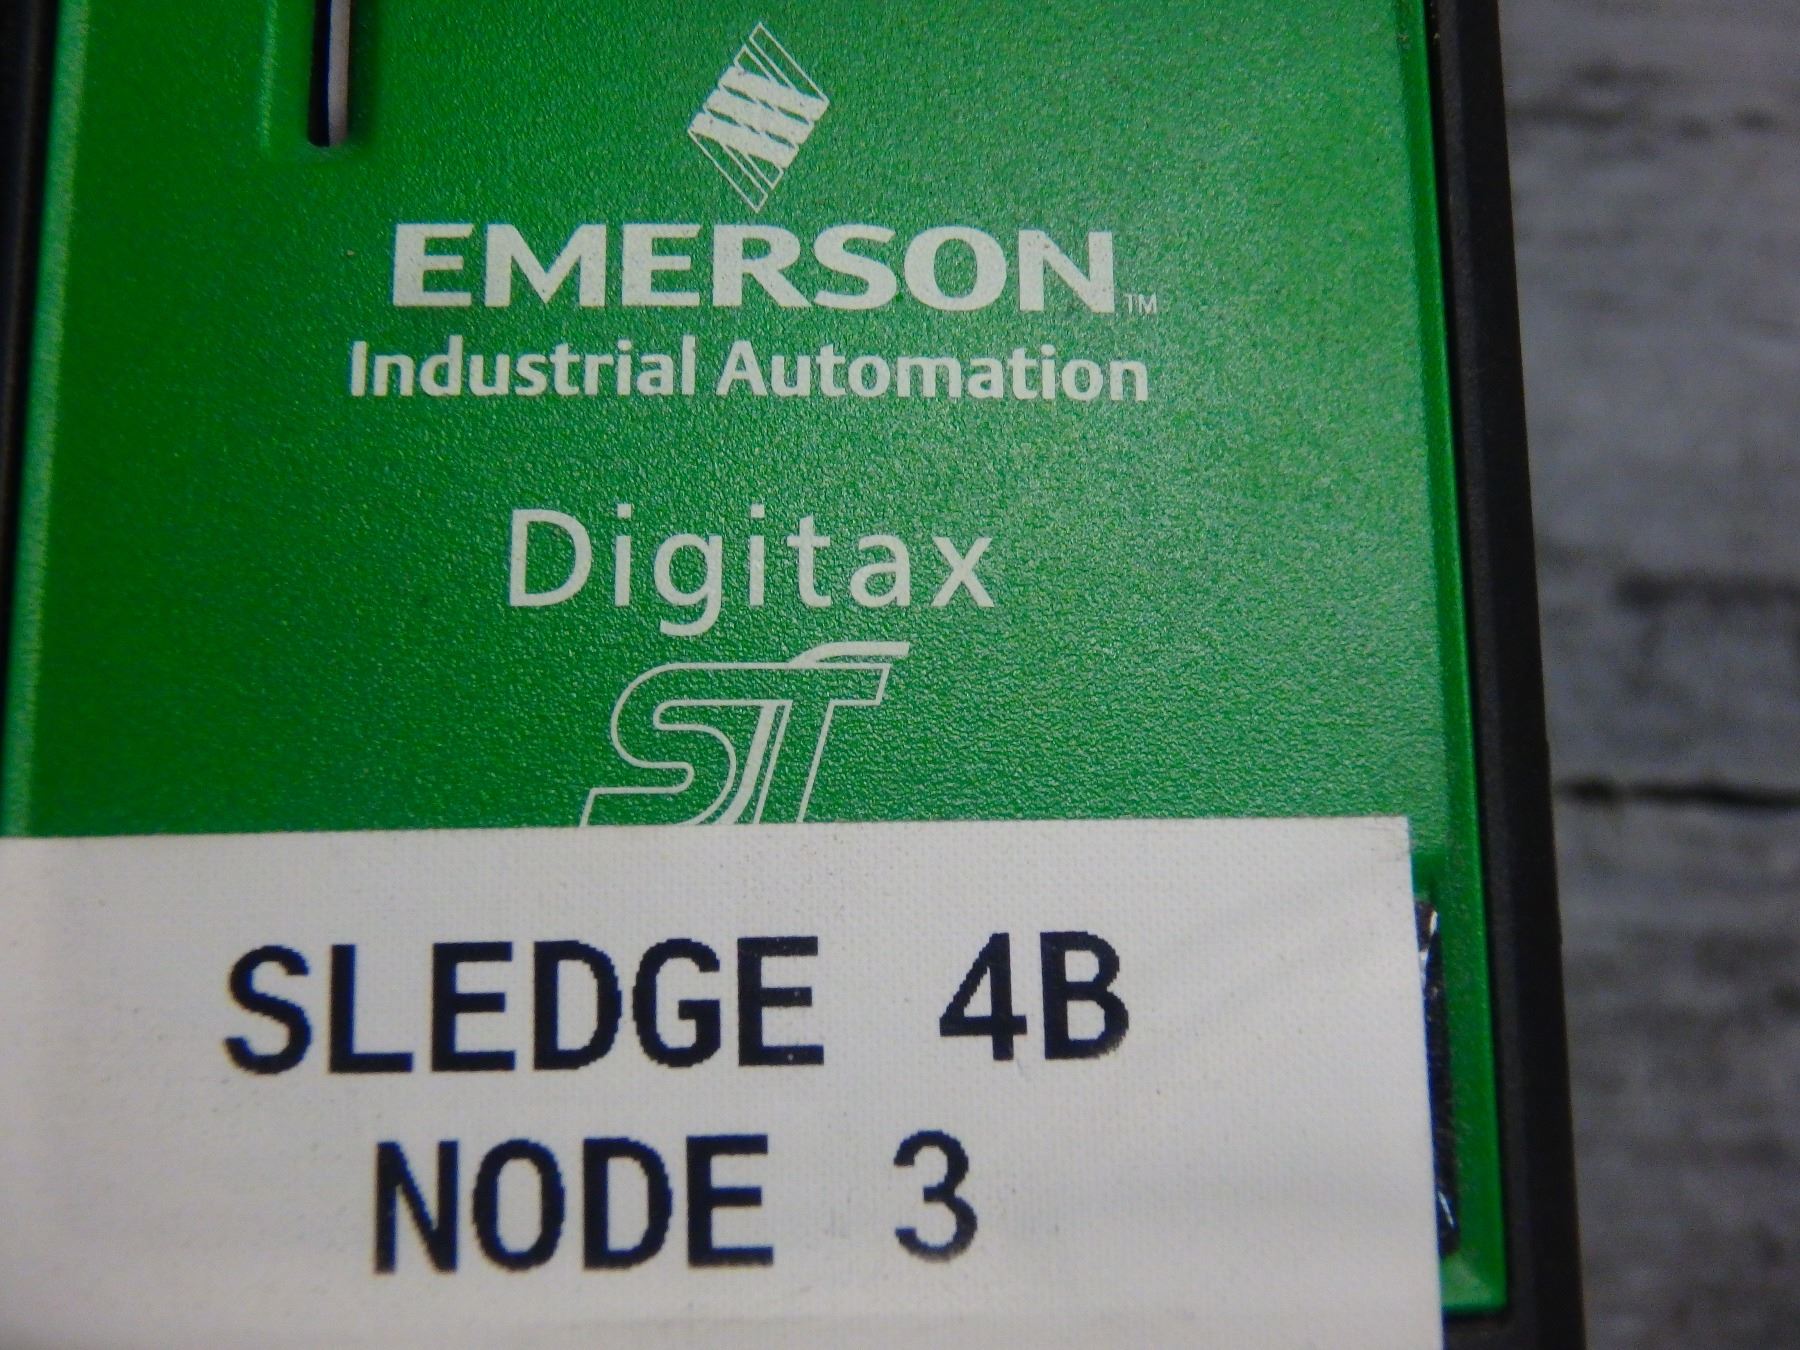 EMERSON™
Industrial Automation
Digitax
ST
SLEDGE 4B
NODE 3